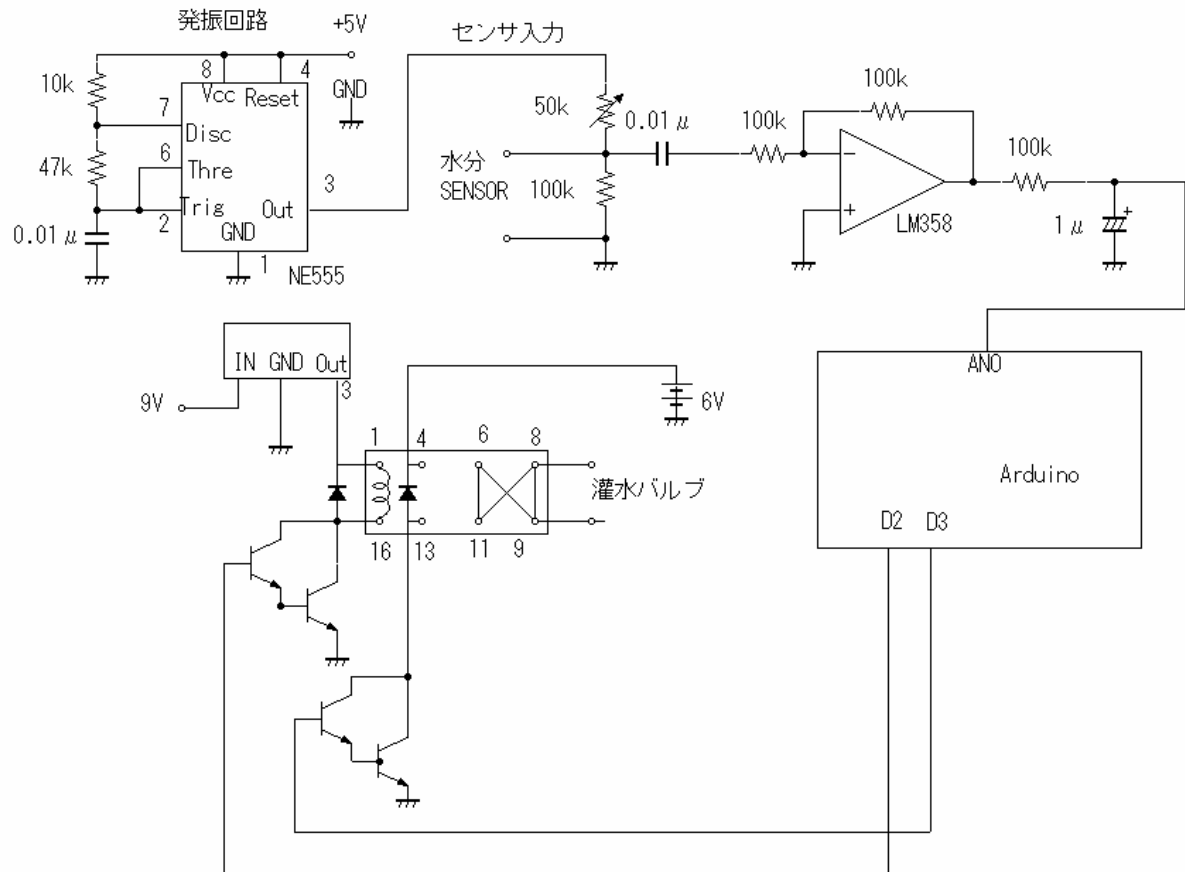 発振回路
+5V
センサ入力
10k
8
4
Vcc
Reset
GND
7
Disc
50k
0.01μ
100k
100k
6
47k
Thre
3
水分
SENSOR
100k
100k
Trig
Out
2
GND
0.01μ
1
NE555
LM358
1μ
+
−
+
IN GND Out
3
9V
6V
AN0
1
4
6
8
灌水バルブ
Arduino
16
13
11
9
D2
D3